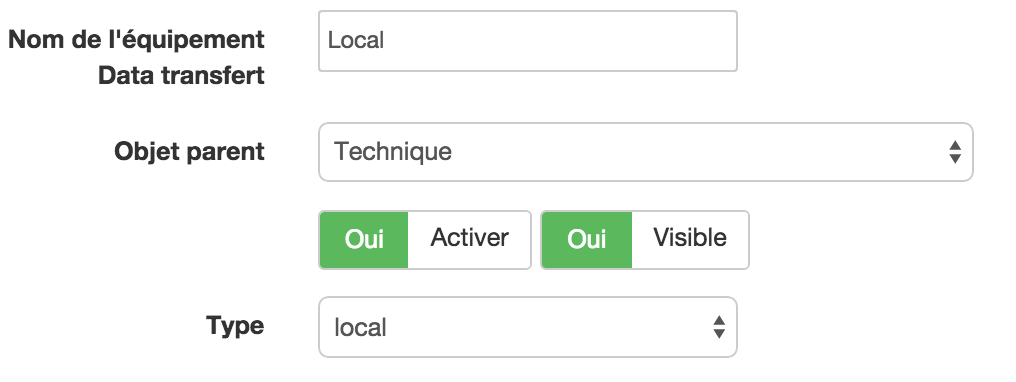 Nom de l'équipement Local
Data transfert
Objet parent Technique
Oui Activer Oui Visible
Type local